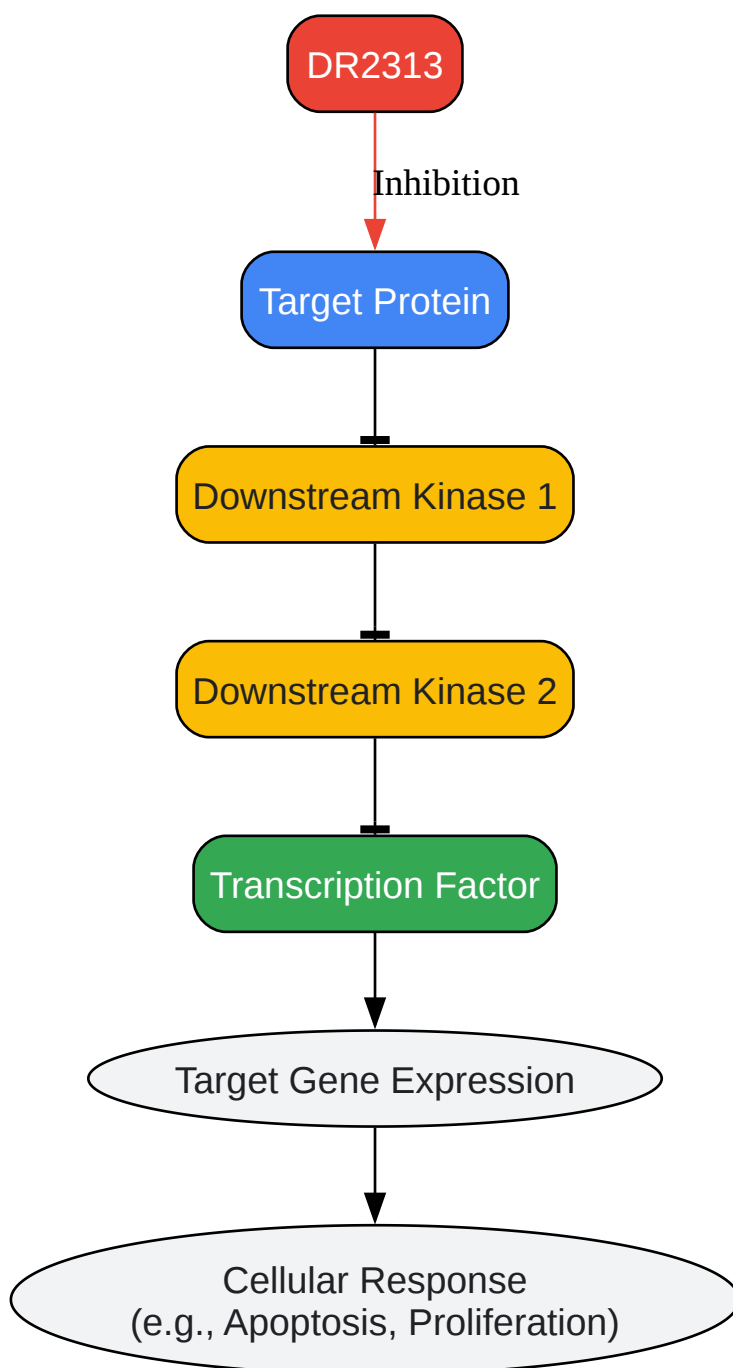 DR2313
Inhibition
Target Protein
Downstream Kinase 1
Downstream Kinase 2
Transcription Factor
Target Gene Expression
Cellular Response
(e.g., Apoptosis, Proliferation)